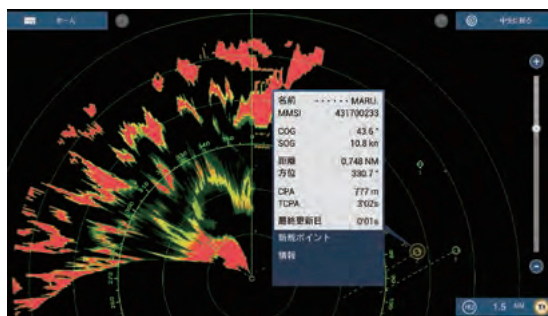 ホーム
中央に戻る
名前 ・・・・・・ MARU.
MMSI 431700233
COG 43.6°
SOG 10.8 kn
距離 0.748 NM
方位 330.7°
CPA 777 m
TCPA 3'02s
最終更新日 0'01s
航海ポイント
情報
1.5 NM
TX